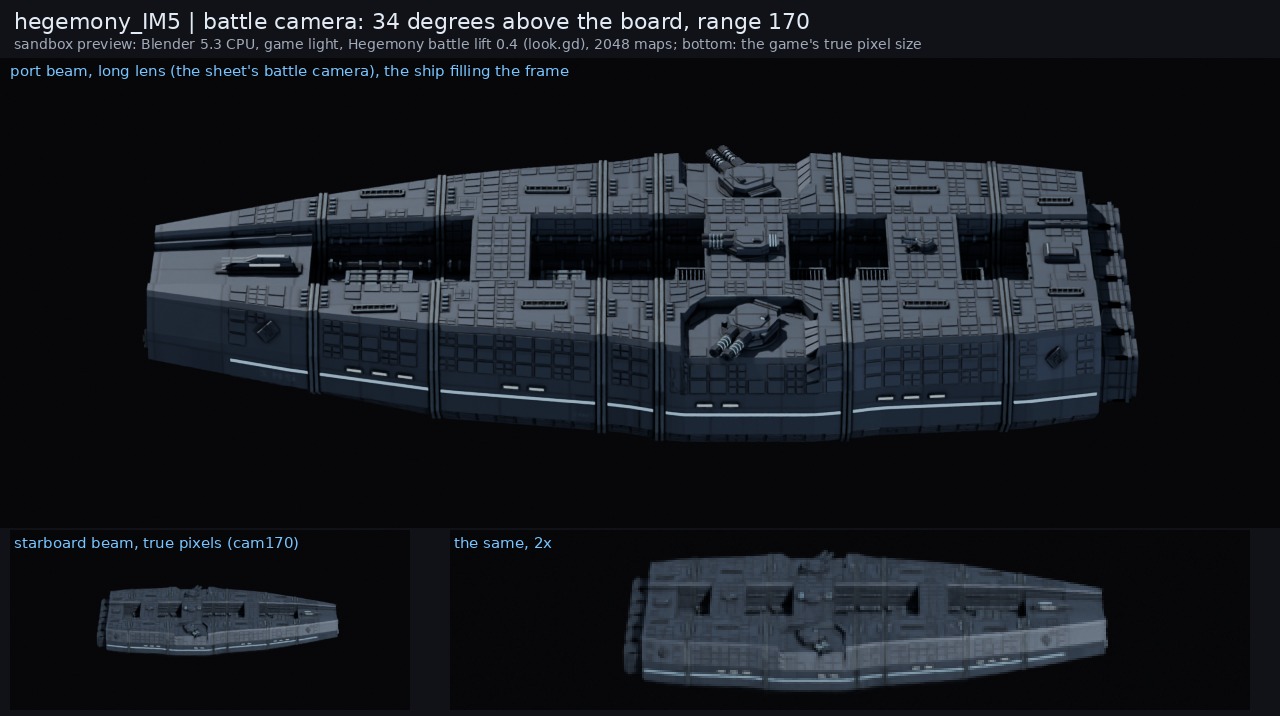 hegemony_IM5 | battle camera: 34 degrees above the board, range 170
sandbox preview: Blender 5.3 CPU, game light, Hegemony battle lift 0.4 (look.gd), 2048 maps; bottom: the game's true pixel size
port beam, long lens (the sheet's battle camera), the ship filling the frame
starboard beam, true pixels (cam170)
the same, 2x